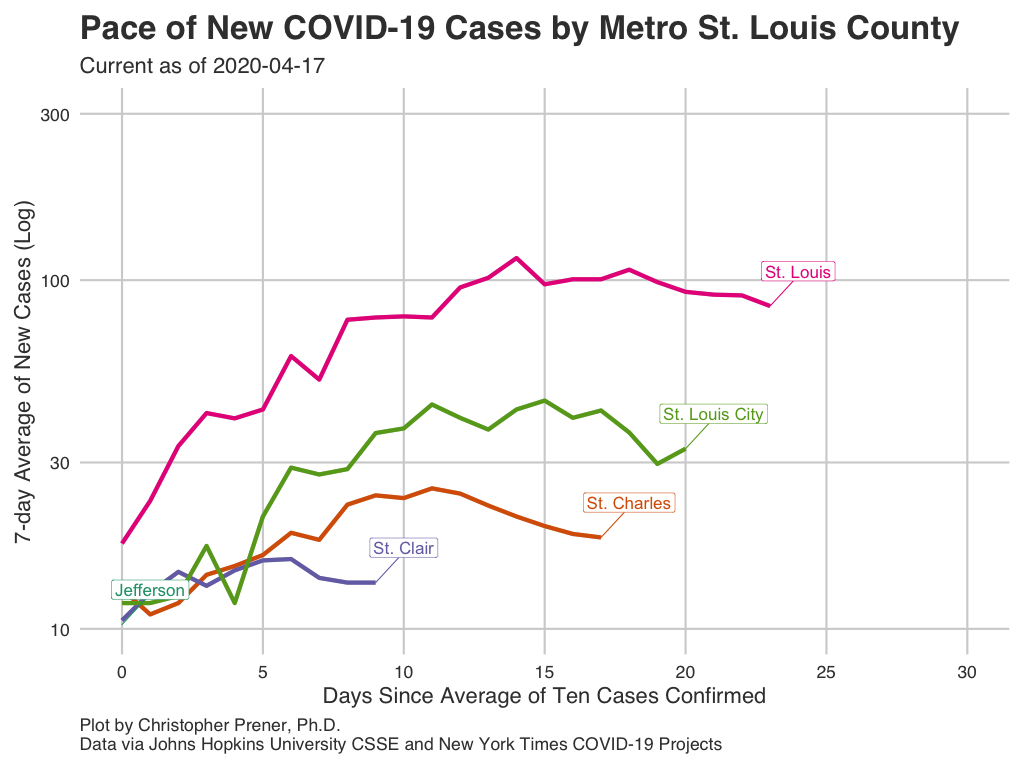 Pace of New COVID-19 Cases by Metro St. Louis County
Current as of 2020-04-17
7-day Average of New Cases (Log)
300
100
30
10
St. Louis
St. Louis City
St. Charles
St. Clair
Jefferson
0 5 10 15 20 25 30
Days Since Average of Ten Cases Confirmed
Plot by Christopher Prener, Ph.D.
Data via Johns Hopkins University CSSE and New York Times COVID-19 Projects